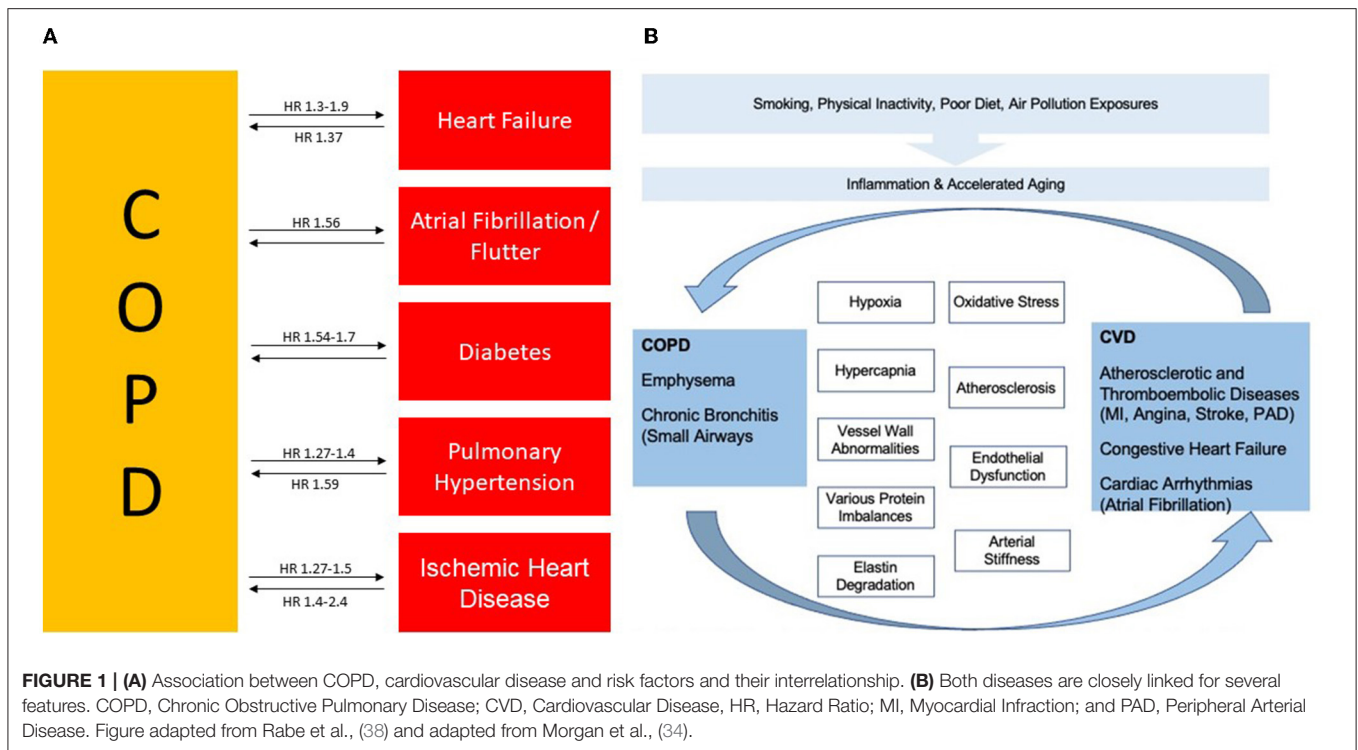 A
C
O
P
D
HR 1.3-1.9
HR 1.37
Heart Failure
HR 1.56
Atrial Fibrillation /
Flutter
HR 1.54-1.7
Diabetes
HR 1.27-1.4
HR 1.59
Pulmonary
Hypertension
HR 1.27-1.5
HR 1.4-2.4
Ischemic Heart
Disease
B
Smoking, Physical Inactivity, Poor Diet, Air Pollution Exposures
Inflammation & Accelerated Aging
COPD
Emphysema
Chronic Bronchitis
(Small Airways
Hypoxia
Hypercapnia
Vessel Wall
Abnormalities
Various Protein
Imbalances
Elastin
Degradation
Oxidative Stress
Atherosclerosis
Endothelial
Dysfunction
Arterial
Stiffness
CVD
Atherosclerotic and
Thromboembolic Diseases
(MI, Angina, Stroke, PAD)
Congestive Heart Failure
Cardiac Arrhythmias
(Atrial Fibrillation)
FIGURE 1 | (A) Association between COPD, cardiovascular disease and risk factors and their interrelationship. (B) Both diseases are closely linked for several
features. COPD, Chronic Obstructive Pulmonary Disease; CVD, Cardiovascular Disease, HR, Hazard Ratio; MI, Myocardial Infraction; and PAD, Peripheral Arterial
Disease. Figure adapted from Rabe et al., (38) and adapted from Morgan et al., (34).